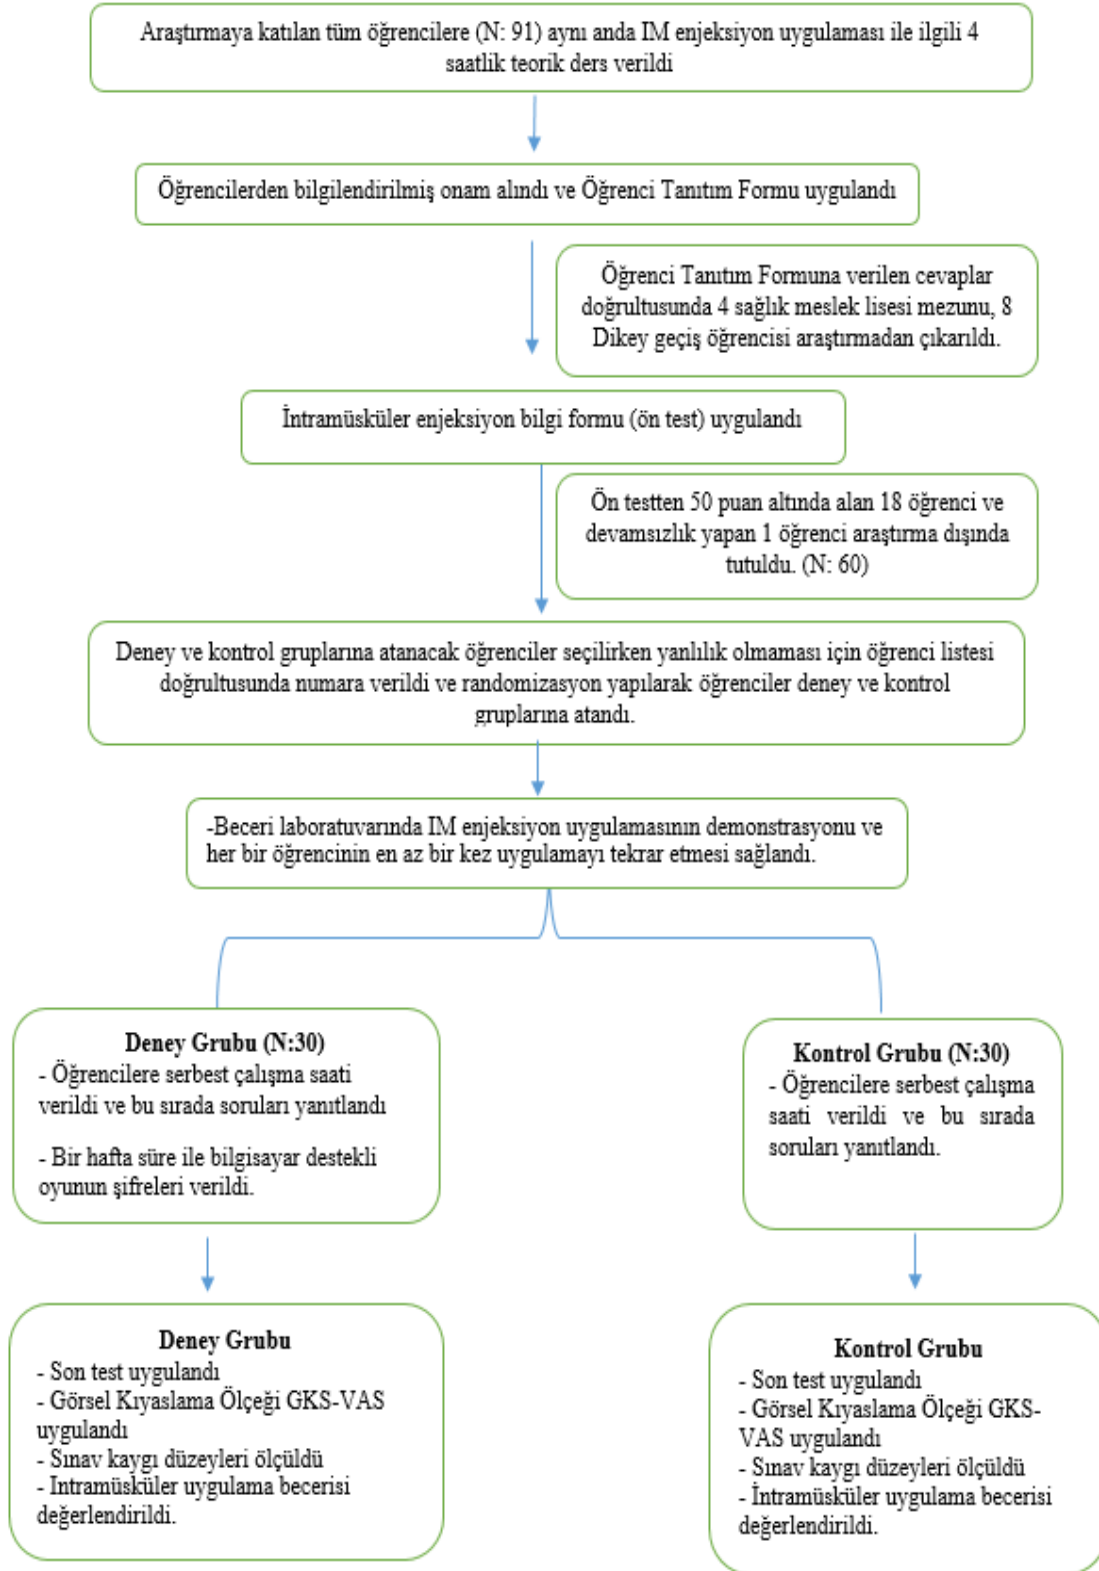 Araştırmaya katılan tüm öğrencilere (N: 91) aynı anda IM enjeksiyon uygulaması ile ilgili 4
saatlik teorik ders verildi
Öğrencilerden bilgilendirilmiş onam alındı ve Öğrenci Tanıtım Formu uygulandı
Öğrenci Tanıtım Formuna verilen cevaplar
doğrultusunda 4 sağlık meslek lisesi mezunu, 8
Dikey geçiş öğrencisi araştırmadan çıkarıldı.
İntramüsküler enjeksiyon bilgi formu (ön test) uygulandı
Ön testten 50 puan altında alan 18 öğrenci ve
devamsızlık yapan 1 öğrenci araştırma dışında
tutuldu. (N: 60)
Deney ve kontrol gruplarına atanacak öğrenciler seçilirken yanlılık olmaması için öğrenci listesi
doğrultusunda numara verildi ve randomizasyon yapılarak öğrenciler deney ve kontrol
gruplarına atandı.
-Beceri laboratuvarında IM enjeksiyon uygulamasının demonstrasyonu ve
her bir öğrencinin en az bir kez uygulamayı tekrar etmesi sağlandı.
Deney Grubu (N:30)
- Öğrencilere serbest çalışma saati
verildi ve bu sırada soruları yanıtlandı
- Bir hafta süre ile bilgisayar destekli
oyunun şifreleri verildi.
Kontrol Grubu (N:30)
- Öğrencilere serbest çalışma
saati verildi ve bu sırada
soruları yanıtlandı.
Deney Grubu
- Son test uygulandı
- Görsel Kıyaslama Ölçeği GKS-VAS
uygulandı
- Sınav kaygı düzeyleri ölçüldü
- Intramüsküler uygulama becerisi
değerlendirildi.
Kontrol Grubu
- Son test uygulandı
- Görsel Kıyaslama Ölçeği GKS-
VAS uygulandı
- Sınav kaygı düzeyleri ölçüldü
- İntramüsküler uygulama becerisi
değerlendirildi.